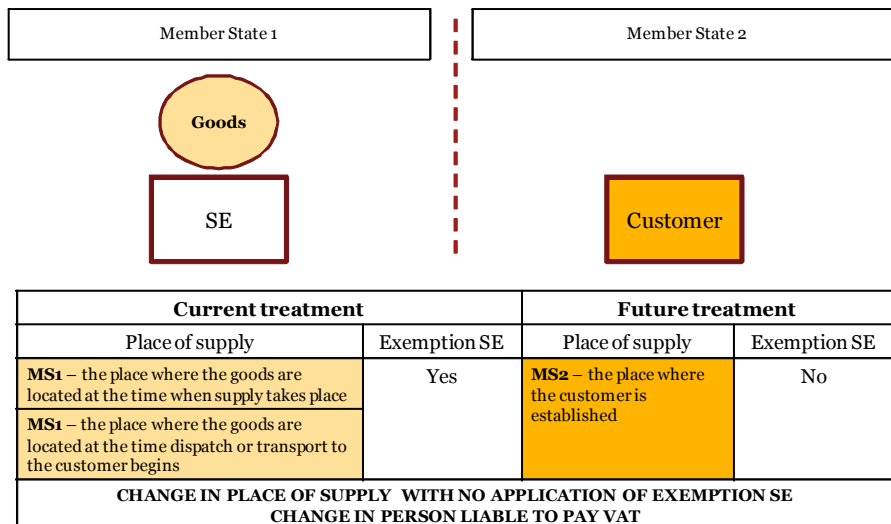 Member State 1
Member State 2
Goods
SE
Customer
Current treatment
Future treatment
Place of supply
Exemption SE
Place of supply
Exemption SE
MS1 – the place where the goods are
located at the time when supply takes place
Yes
MS2 – the place where
the customer is
established
No
MS1 – the place where the goods are
located at the time dispatch or transport to
the customer begins
CHANGE IN PLACE OF SUPPLY WITH NO APPLICATION OF EXEMPTION SE
CHANGE IN PERSON LIABLE TO PAY VAT